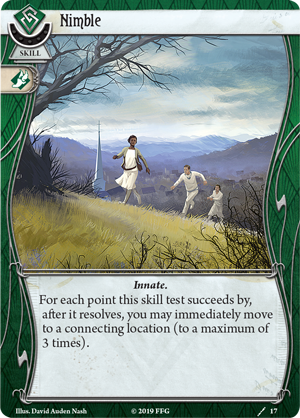 Nimble
SKILL
Innate.
For each point this skill test succeeds by,
after it resolves, you may immediately move
to a connecting location (to a maximum of
3 times).
Illus. David Auden Nash
© 2019 FFG
17